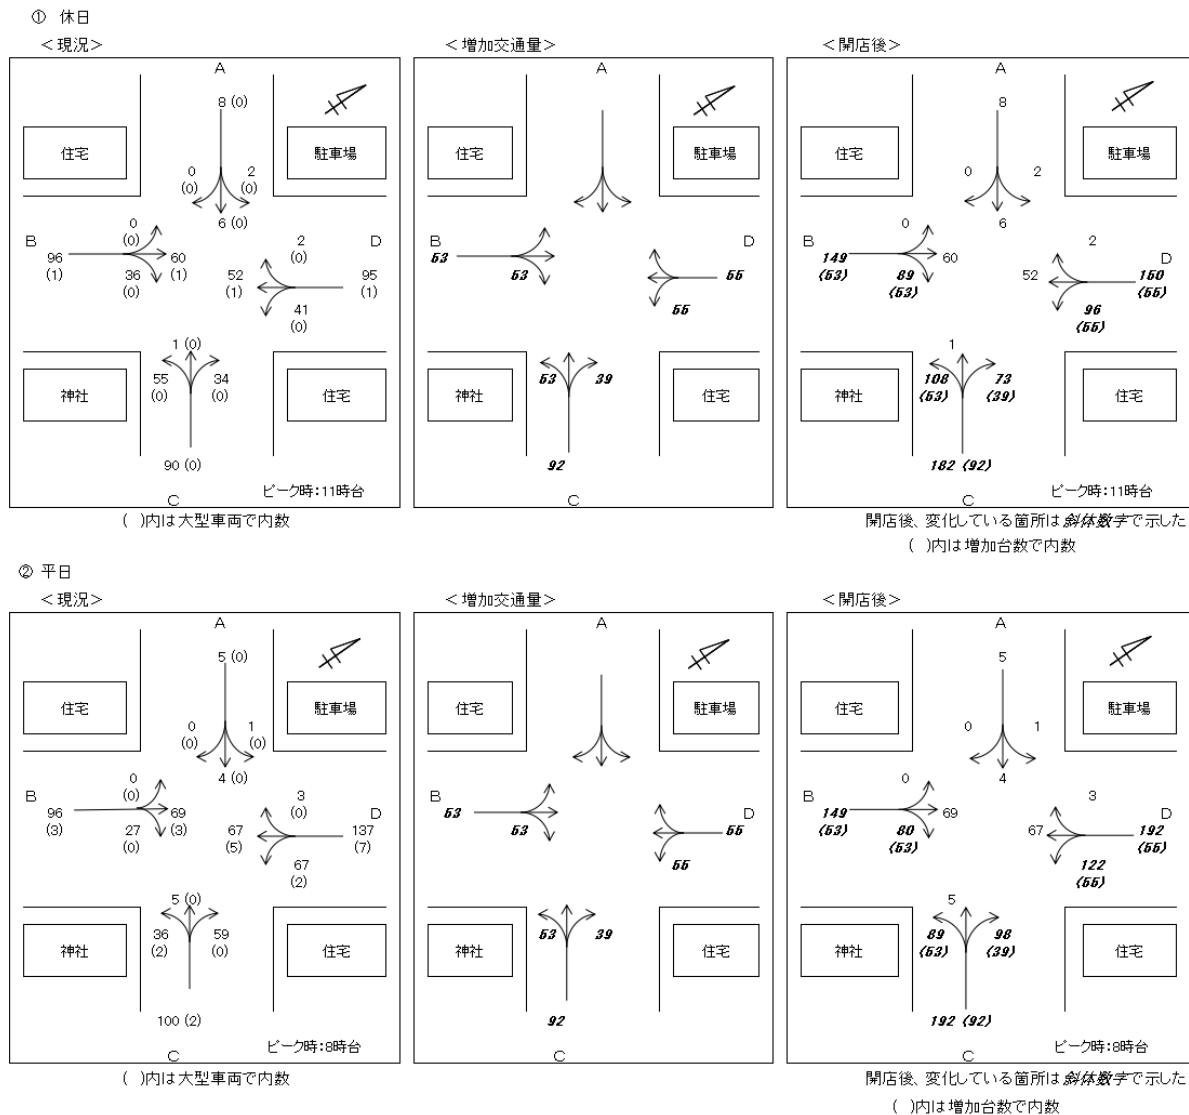 ① 休日
＜現況＞ ＜増加交通量＞ ＜開店後＞
A A A
8 (0) 8
住宅 駐車場 住宅 駐車場 住宅 駐車場
0 2 0 2
(0) (0)
6 (0) 6
0 2 0 2
(0) (0)
B D B D B D
96 60 52 95 53 55 149 60 52 150
(1) (1) (1) (1) (53) (55)
36 41 53 55 89 96
(0) (0) (53) (55)
1 (0) 1
55 34 53 39 108 73
(0) (0) (53) (39)
神社 住宅 神社 住宅 神社 住宅
90 (0) 92 182 (92)
ピーク時：11時台 ピーク時：11時台
C C C
( )内は大型車両で内数 開店後、変化している箇所は斜体数字で示した
( )内は増加台数で内数
② 平日
＜現況＞ ＜増加交通量＞ ＜開店後＞
A A A
5 (0) 5
住宅 駐車場 住宅 駐車場 住宅 駐車場
0 1 0 1
(0) (0)
4 (0) 4
0 3 0 3
(0) (0)
B D B D B D
96 69 67 137 53 55 149 69 67 192
(3) (3) (5) (7) (53) (55)
27 67 53 55 80 122
(0) (2) (53) (55)
5 (0) 5
36 59 53 39 89 98
(2) (0) (53) (39)
神社 住宅 神社 住宅 神社 住宅
100 (2) 92 192 (92)
ピーク時：8時台 ピーク時：8時台
C C C
( )内は大型車両で内数 開店後、変化している箇所は斜体数字で示した
( )内は増加台数で内数